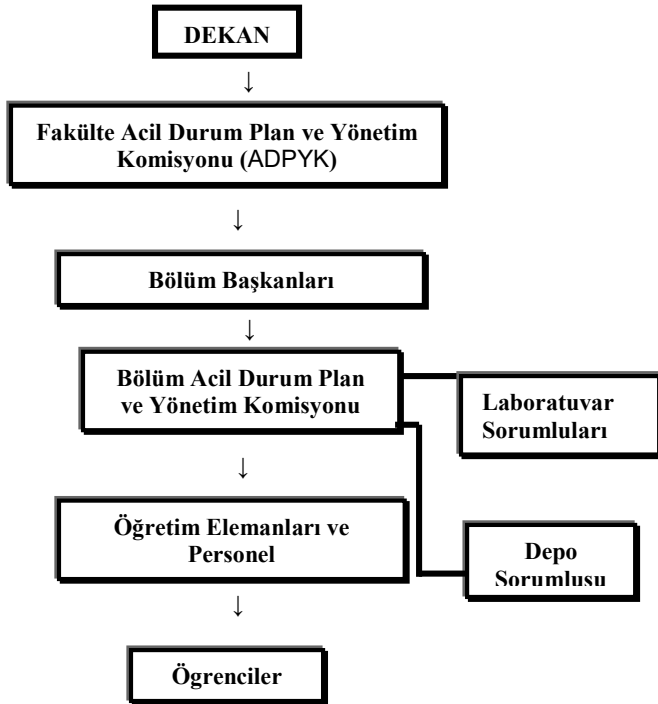 DEKAN
↓
Fakülte Acil Durum Plan ve Yönetim
Komisyonu (ADPYK)
↓
Bölüm Başkanları
↓
Bölüm Acil Durum Plan
ve Yönetim Komisyonu
Laboratuvar
Sorumluları
↓
Öğretim Elemanları ve
Personel
Depo
Sorumlusu
↓
Ögrenciler